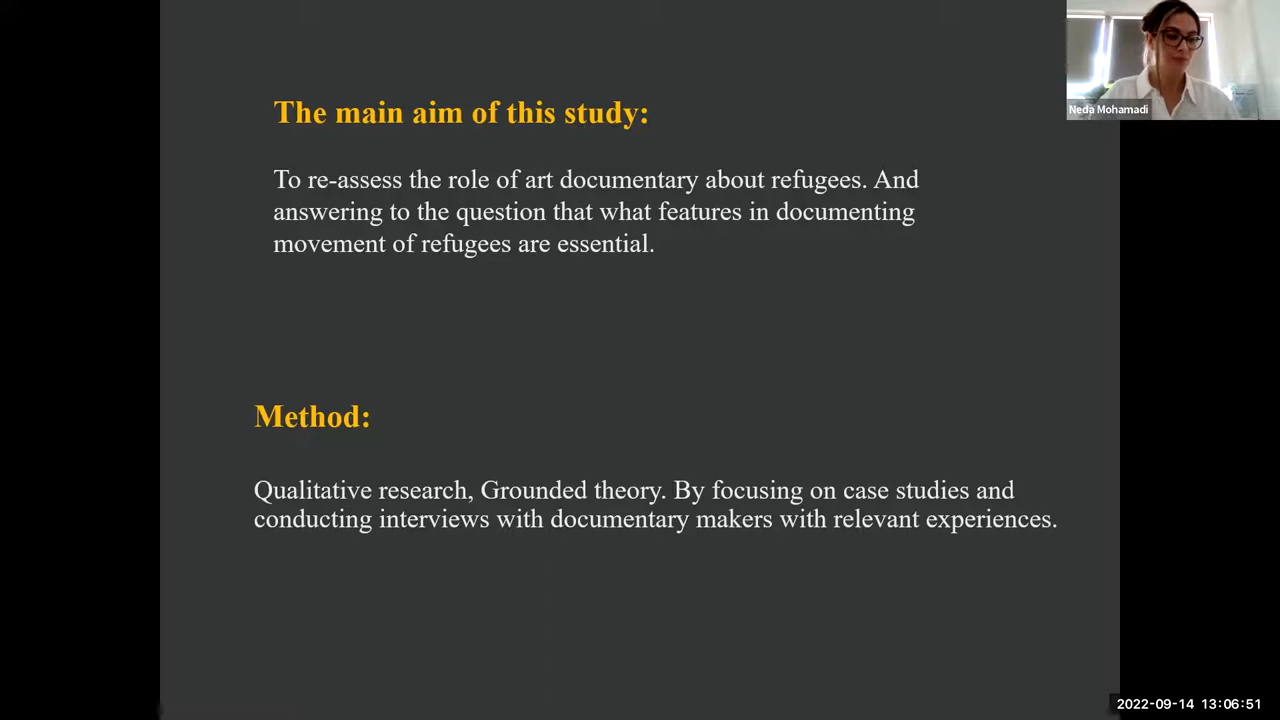 The main aim of this study:
To re-assess the role of art documentary about refugees. And
answering to the question that what features in documenting
movement of refugees are essential.
Method:
Qualitative research, Grounded theory. By focusing on case studies and
conducting interviews with documentary makers with relevant experiences.
Neda Mohamadi
2022-09-14 13:06:51